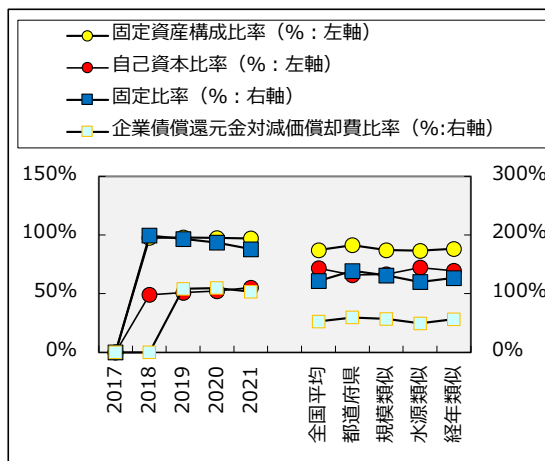 固定資産構成比率（%：左軸）
自己資本比率（%：左軸）
固定比率（%：右軸）
企業債償還元金対減価償却費比率（%:右軸）
150%
100%
50%
0%
300%
200%
100%
0%
2017
2018
2019
2020
2021
全国平均
都道府県
規模類似
水源類似
経年類似